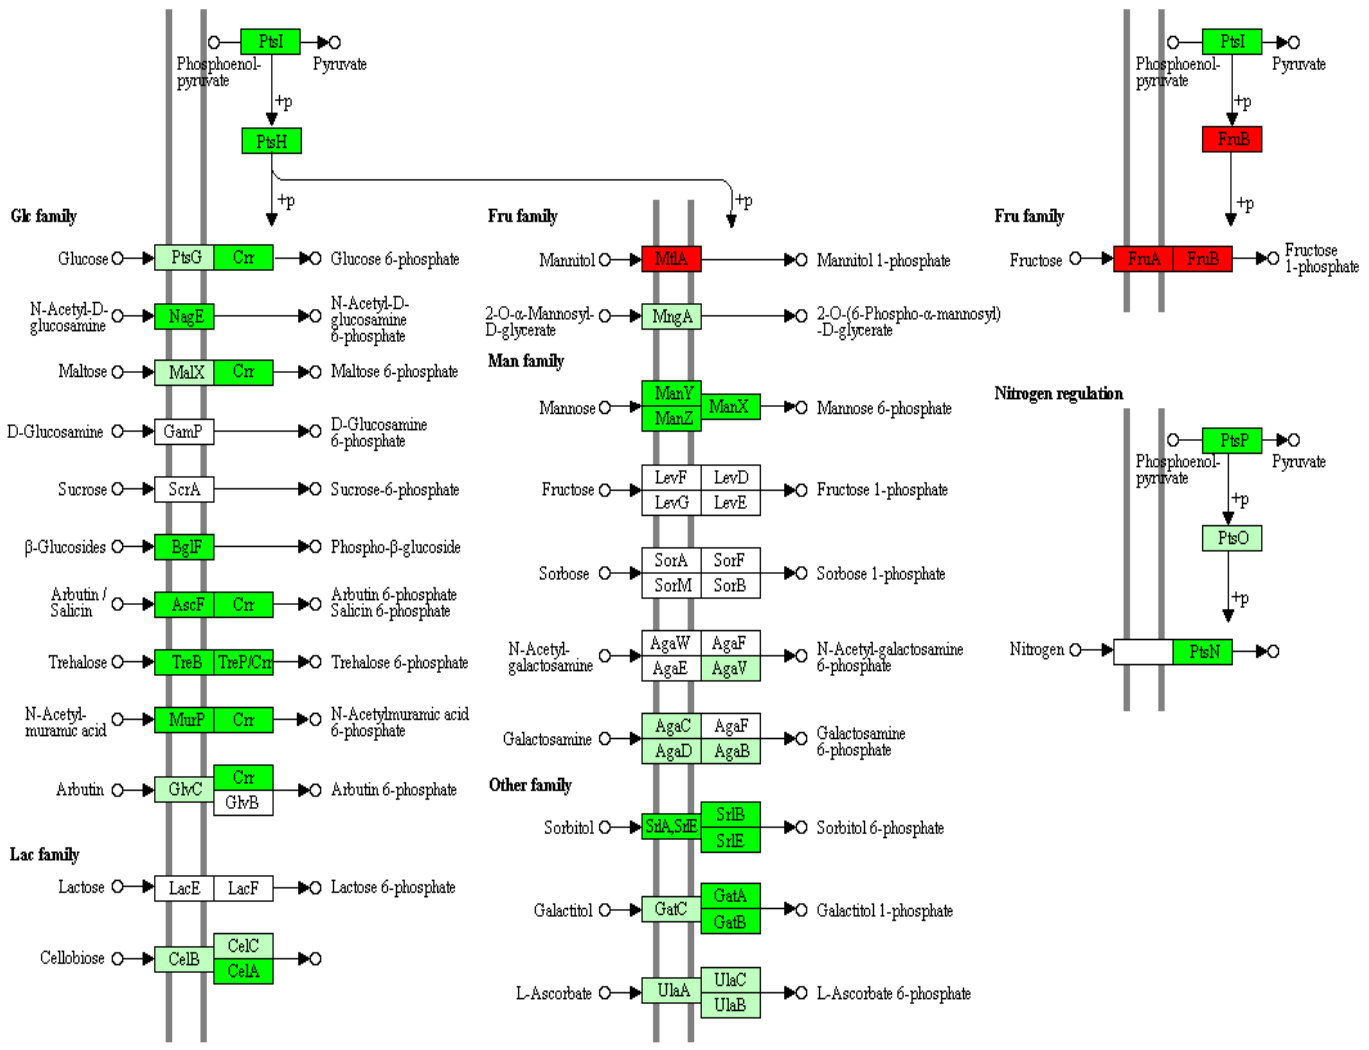 PtsI
Phosphoenol-
pyruvate
Pyruvate
+p
PtsH
+p
Glc family
Glucose
PtsG
Crr
Glucose 6-phosphate
N-Acetyl-D-
glucosamine
NagE
N-Acetyl-D-
glucosamine
6-phosphate
Maltose
MalX
Crr
Maltose 6-phosphate
D-Glucosamine
GamP
D-Glucosamine
6-phosphate
Sucrose
ScrA
Sucrose-6-phosphate
β-Glucosides
BglF
Phospho-β-glucoside
Arbutin /
Salicin
AscF
Crr
Arbutin 6-phosphate
Salicin 6-phosphate
Trehalose
TreB
TreP/Crr
Trehalose 6-phosphate
N-Acetyl-
muramic acid
MurP
Crr
N-Acetylmuramic acid
6-phosphate
Arbutin
GlvC
Crr
GlvB
Arbutin 6-phosphate
Lac family
Lactose
LacE
LacF
Lactose 6-phosphate
Cellobiose
CelB
CelC
CelA
+p
Fru family
Mannitol
MtlA
Mannitol 1-phosphate
2-O-α-Mannosyl-
D-glycerate
MngA
2-O-(6-Phospho-α-mannosyl)
-D-glycerate
Man family
Mannose
ManY
ManZ
ManX
Mannose 6-phosphate
Fructose
LevF
LevD
LevG
LevE
Fructose 1-phosphate
Sorbose
SorA
SorF
SorM
SorB
Sorbose 1-phosphate
N-Acetyl-
galactosamine
AgaW
AgaF
AgaE
AgaV
N-Acetyl-galactosamine
6-phosphate
Galactosamine
AgaC
AgaF
AgaD
AgaB
Galactosamine
6-phosphate
Other family
Sorbitol
SrlA,SrlE
SrlB
SrlE
Sorbitol 6-phosphate
Galactitol
GatC
GatA
GatB
Galactitol 1-phosphate
L-Ascorbate
UlaA
UlaC
UlaB
L-Ascorbate 6-phosphate
PtsI
Phosphoenol-
pyruvate
Pyruvate
+p
FruB
+p
Fru family
Fructose
FruA
FruB
Fructose
1-phosphate
Nitrogen regulation
PtsP
Phosphoenol-
pyruvate
Pyruvate
+p
PtsO
+p
Nitrogen
PtsN